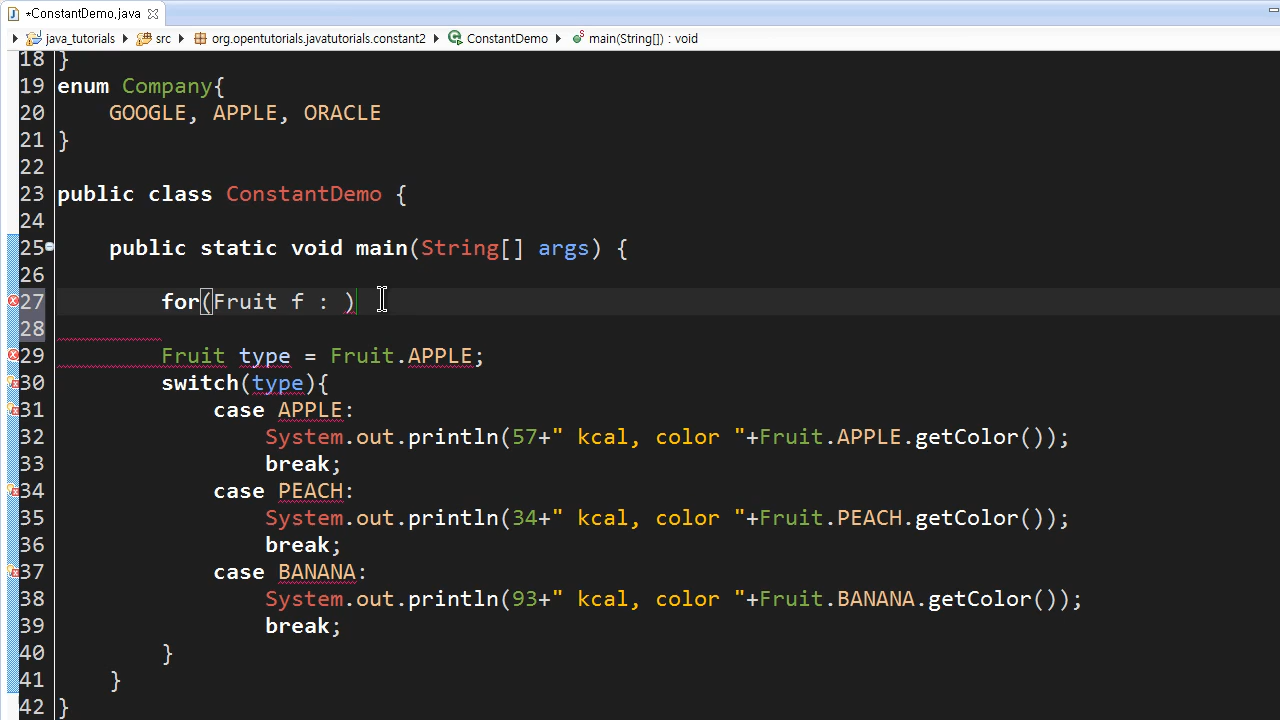 *ConstantDemo.java
java_tutorials src org.opentutorials.javatutorials.constant2 ConstantDemo main(String[]) : void
18 }
19 enum Company{
20 GOOGLE, APPLE, ORACLE
21 }
22
23 public class ConstantDemo {
24
25 public static void main(String[] args) {
26
27 for(Fruit f : )
28
29 Fruit type = Fruit.APPLE;
30 switch(type){
31 case APPLE:
32 System.out.println(57+" kcal, color "+Fruit.APPLE.getColor());
33 break;
34 case PEACH:
35 System.out.println(34+" kcal, color "+Fruit.PEACH.getColor());
36 break;
37 case BANANA:
38 System.out.println(93+" kcal, color "+Fruit.BANANA.getColor());
39 break;
40 }
41 }
42 }